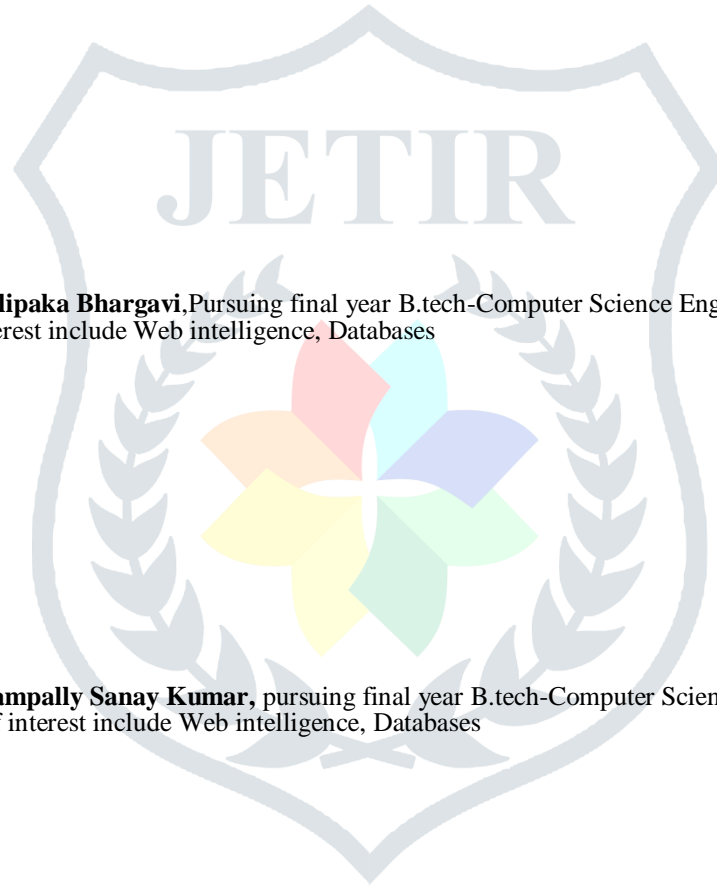 JETIR
lipaka Bhargavi,Pursuing final year B.tech-Computer Science Eng
erest include Web intelligence, Databases
ampally Sanay Kumar, pursuing final year B.tech-Computer Scien
f interest include Web intelligence, Databases